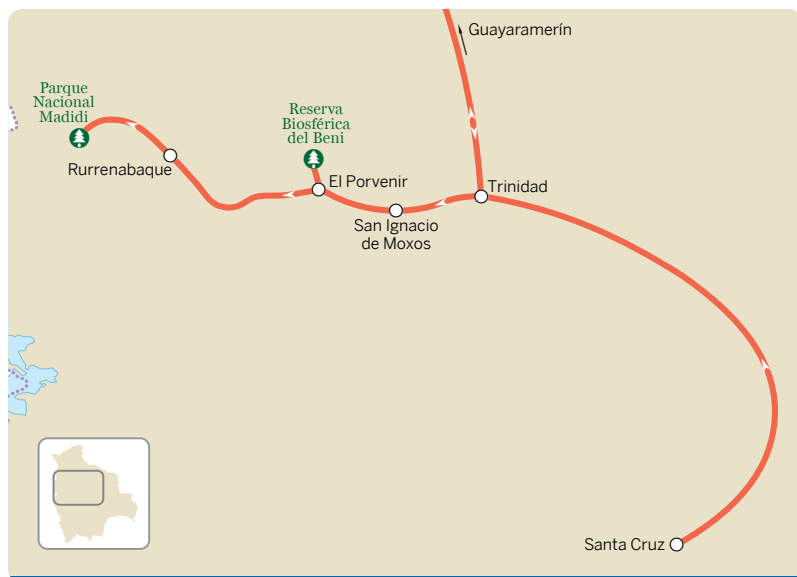 Guayaramerín
Parque
Nacional
Madidi
Reserva
Biosférica
del Beni
Rurrenabaque
El Porvenir
Trinidad
San Ignacio
de Moxos
Santa Cruz